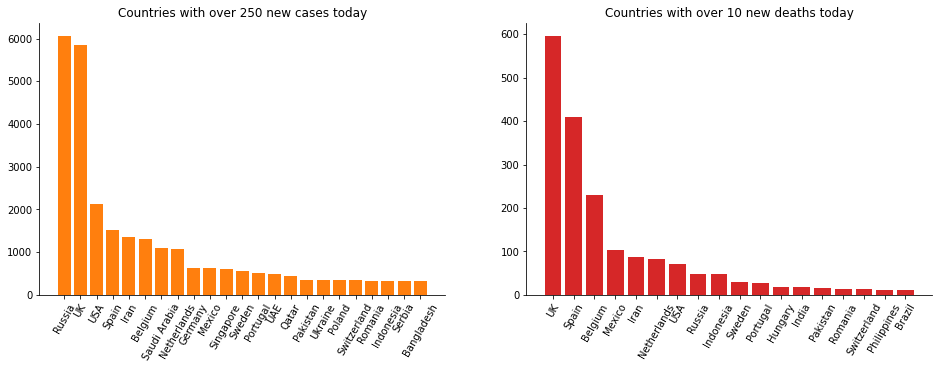 Countries with over 250 new cases today
6000
5000
4000
3000
2000
1000
0
Russia
UK
USA
Spain
Iran
Belgium
Saudi Arabia
Netherlands
Germany
Mexico
Singapore
Sweden
Portugal
UAE
Qatar
Pakistan
Ukraine
Poland
Switzerland
Romania
Indonesia
Serbia
Bangladesh
Countries with over 10 new deaths today
600
500
400
300
200
100
0
UK
Spain
Belgium
Mexico
Iran
Netherlands
USA
Russia
Indonesia
Sweden
Portugal
Hungary
India
Pakistan
Romania
Switzerland
Philippines
Brazil